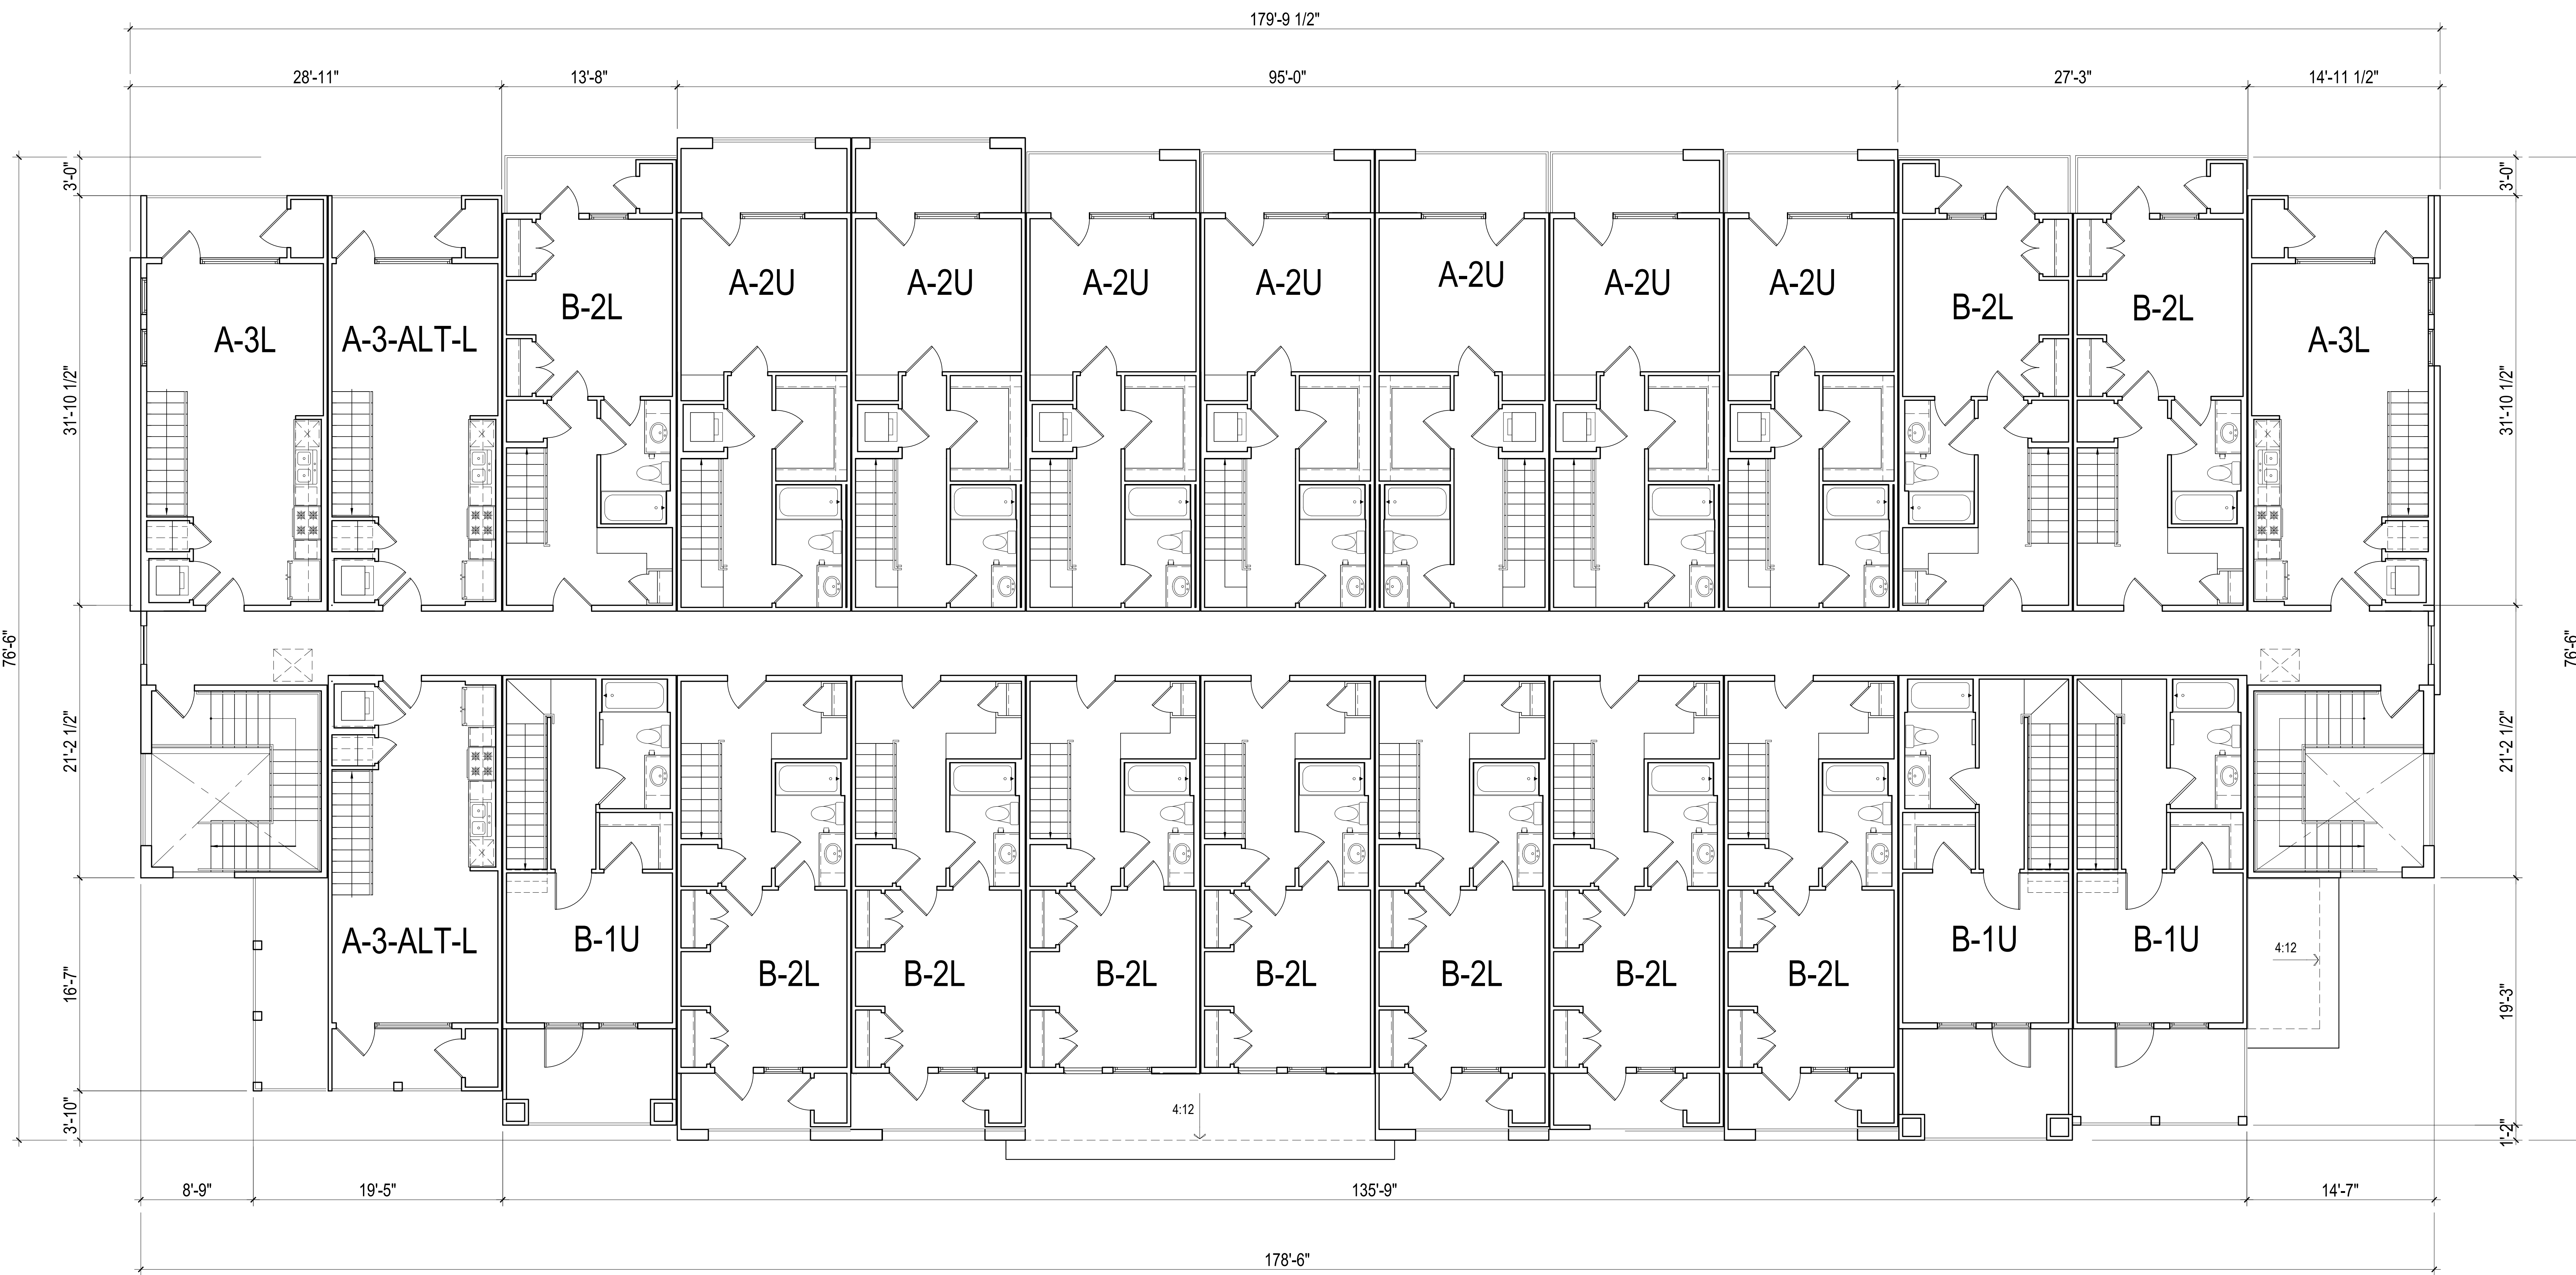 179'-9 1/2"
28'-11"
13'-8"
95'-0"
27'-3"
14'-11 1/2"
3'-0"
3'-0"
A-3L
A-3-ALT-L
B-2L
A-2U
A-2U
A-2U
A-2U
A-2U
A-2U
A-2U
B-2L
B-2L
A-3L
31'-10 1/2"
31'-10 1/2"
76'-6"
76'-6"
21'-2 1/2"
21'-2 1/2"
A-3-ALT-L
B-1U
B-2L
B-2L
B-2L
B-2L
B-2L
B-2L
B-2L
B-1U
B-1U
4:12
16'-7"
19'-3"
3'-10"
4:12
1'-2"
8'-9"
19'-5"
135'-9"
14'-7"
178'-6"